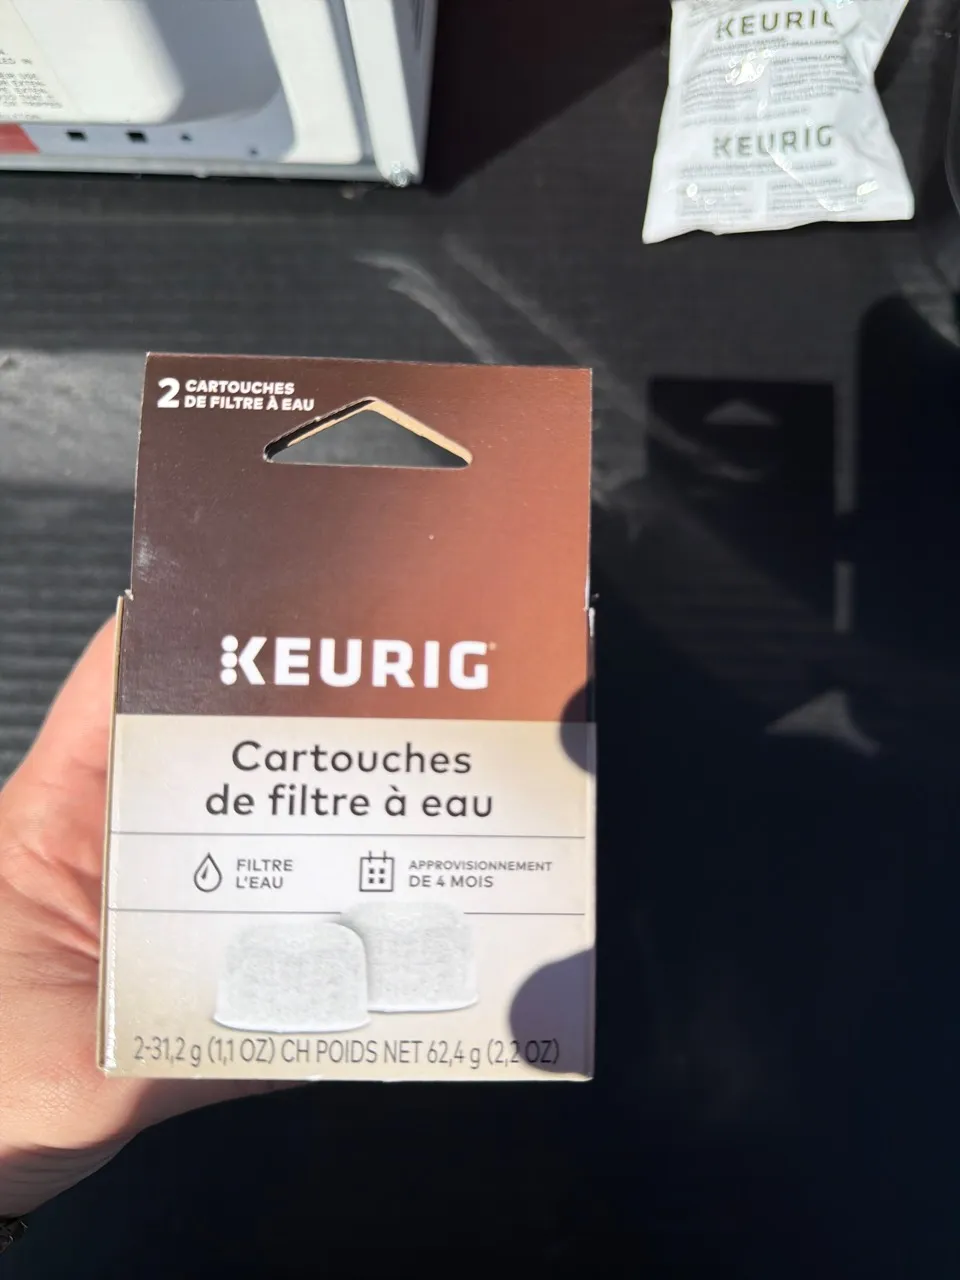 KEURIG
KEURIG
2 CARTOUCHES
DE FILTRE À EAU
KEURIG
Cartouches
de filtre à eau
FILTRE
L'EAU
APPROVISIONNEMENT
DE 4 MOIS
2-31,2 g (1,1 OZ) CH POIDS NET 62,4 g (2,2 OZ)